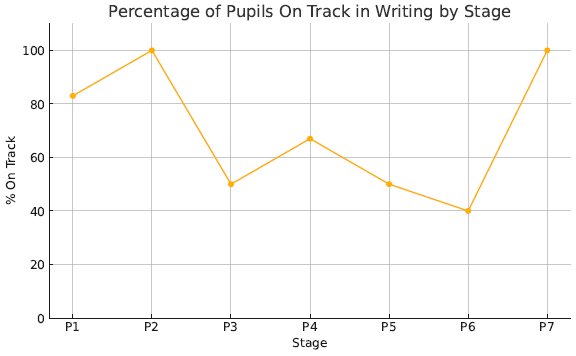 Percentage of Pupils On Track in Writing by Stage
100
80
60
40
20
0
% On Track
P1 P2 P3 P4 P5 P6 P7
Stage